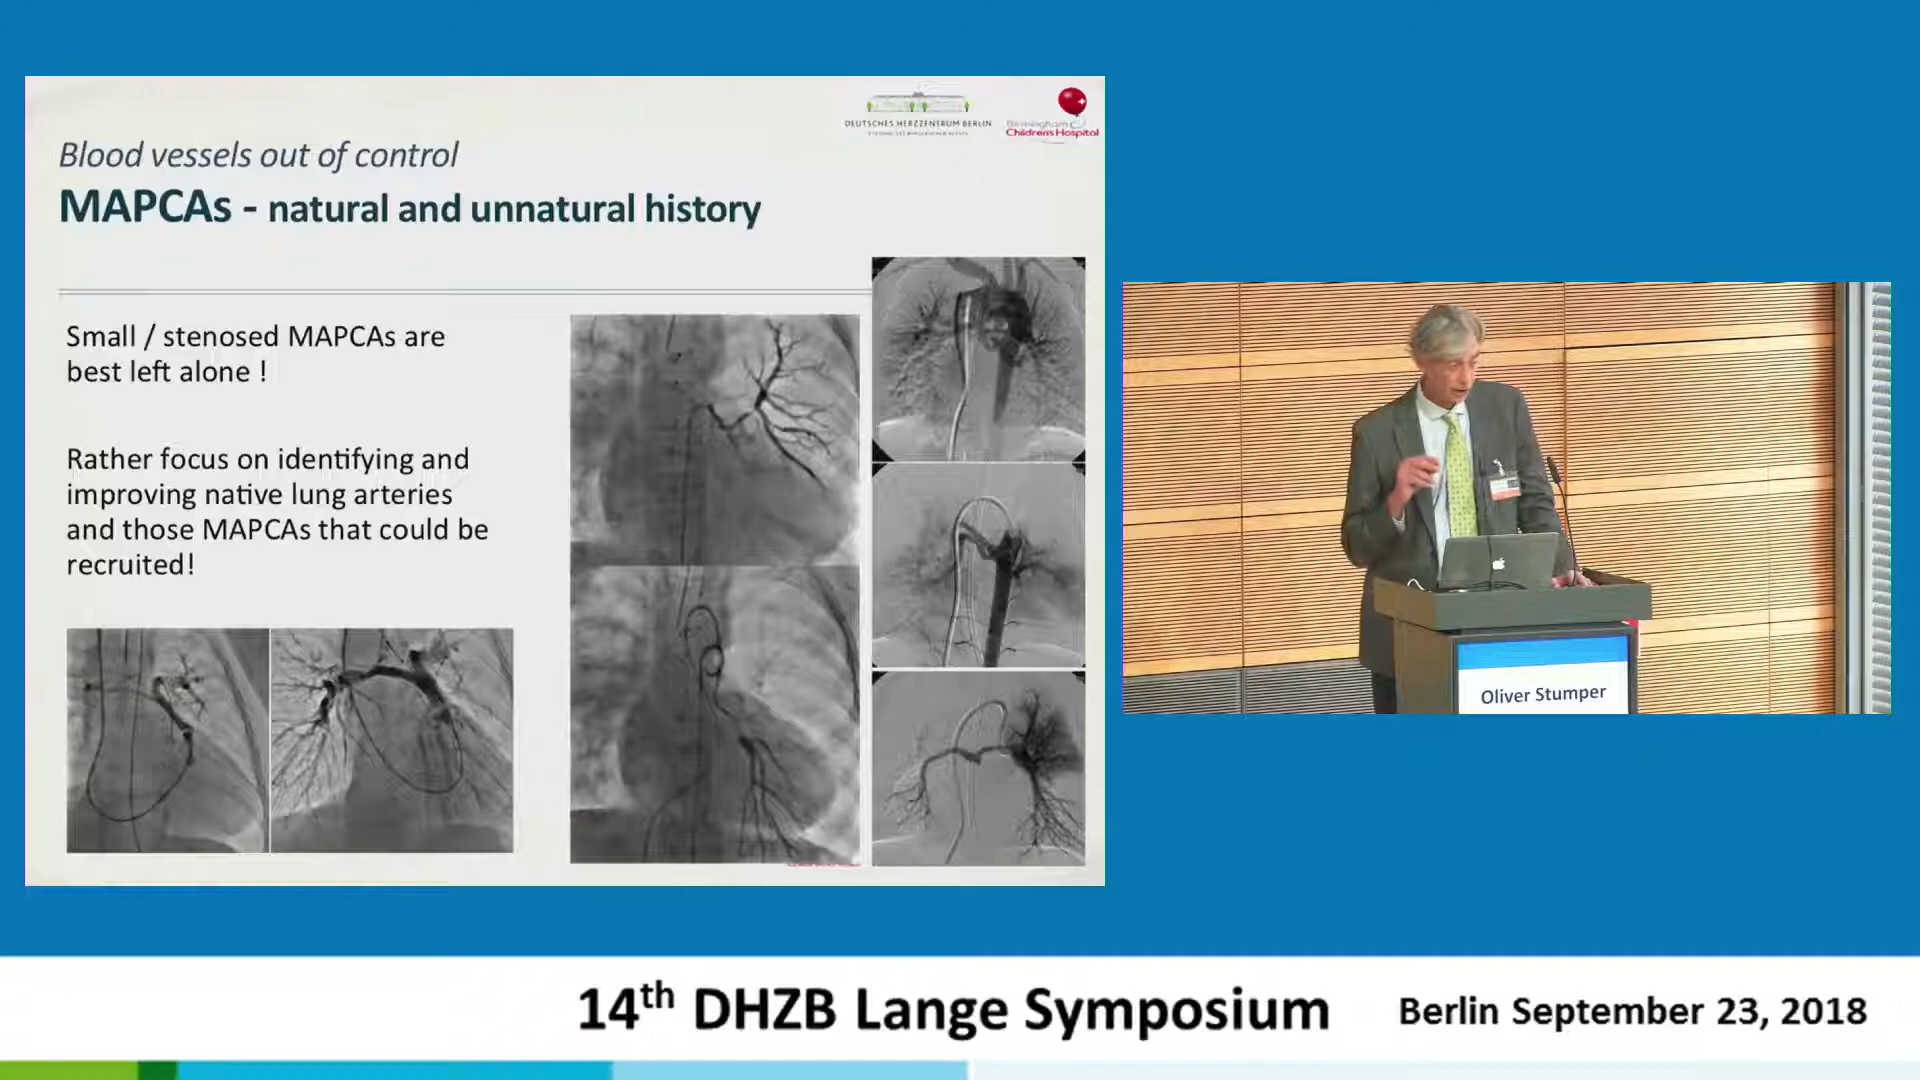 DEUTSCHES HERZZENTRUM BERLIN
Birmingham
Children's Hospital
Blood vessels out of control
MAPCAs - natural and unnatural history
Small / stenosed MAPCAs are
best left alone !
Rather focus on identifying and
improving native lung arteries
and those MAPCAs that could be
recruited!
Oliver Stumper
14th DHZB Lange Symposium
Berlin September 23, 2018